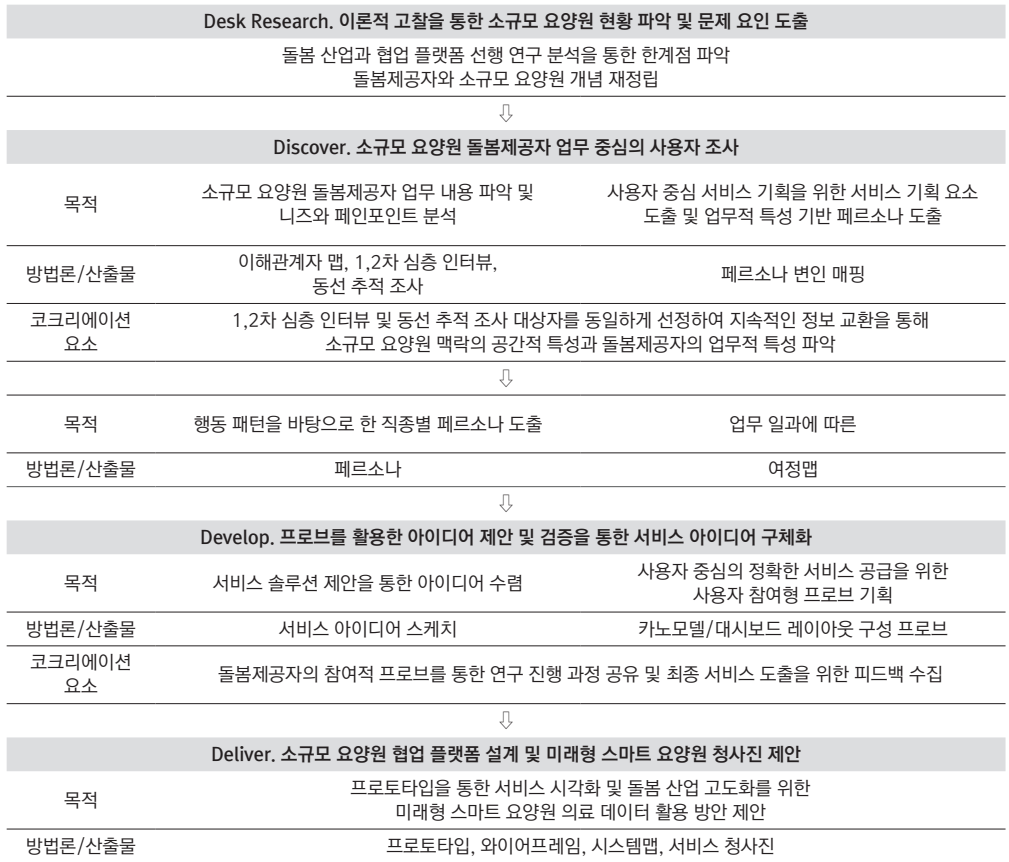 Desk Research. 이론적 고찰을 통한 소규모 요양원 현황 파악 및 문제 요인 도출
돌봄 산업과 협업 플랫폼 선행 연구 분석을 통한 한계점 파악
돌봄제공자와 소규모 요양원 개념 재정립
⇩
Discover. 소규모 요양원 돌봄제공자 업무 중심의 사용자 조사
목적
소규모 요양원 돌봄제공자 업무 내용 파악 및
니즈와 페인포인트 분석
사용자 중심 서비스 기획을 위한 서비스 기획 요소
도출 및 업무적 특성 기반 페르소나 도출
방법론/산출물
이해관계자 맵, 1,2차 심층 인터뷰,
동선 추적 조사
페르소나 변인 매핑
코크리에이션
요소
1,2차 심층 인터뷰 및 동선 추적 조사 대상자를 동일하게 선정하여 지속적인 정보 교환을 통해
소규모 요양원 맥락의 공간적 특성과 돌봄제공자의 업무적 특성 파악
⇩
목적
행동 패턴을 바탕으로 한 직종별 페르소나 도출
업무 일과에 따른
방법론/산출물
페르소나
여정맵
⇩
Develop. 프로브를 활용한 아이디어 제안 및 검증을 통한 서비스 아이디어 구체화
목적
서비스 솔루션 제안을 통한 아이디어 수렴
사용자 중심의 정확한 서비스 공급을 위한
사용자 참여형 프로브 기획
방법론/산출물
서비스 아이디어 스케치
카노모델/대시보드 레이아웃 구성 프로브
코크리에이션
요소
돌봄제공자의 참여적 프로브를 통한 연구 진행 과정 공유 및 최종 서비스 도출을 위한 피드백 수집
⇩
Deliver. 소규모 요양원 협업 플랫폼 설계 및 미래형 스마트 요양원 청사진 제안
목적
프로토타입을 통한 서비스 시각화 및 돌봄 산업 고도화를 위한
미래형 스마트 요양원 의료 데이터 활용 방안 제안
방법론/산출물
프로토타입, 와이어프레임, 시스템맵, 서비스 청사진